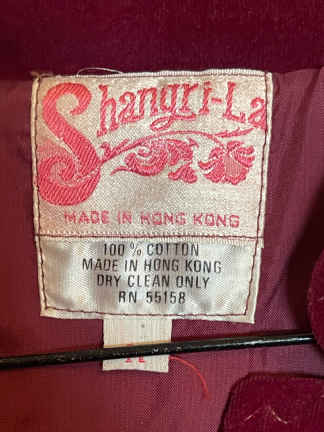 Shangri-La
MADE IN HONG KONG
100% COTTON
MADE IN HONG KONG
DRY CLEAN ONLY
RN 55158